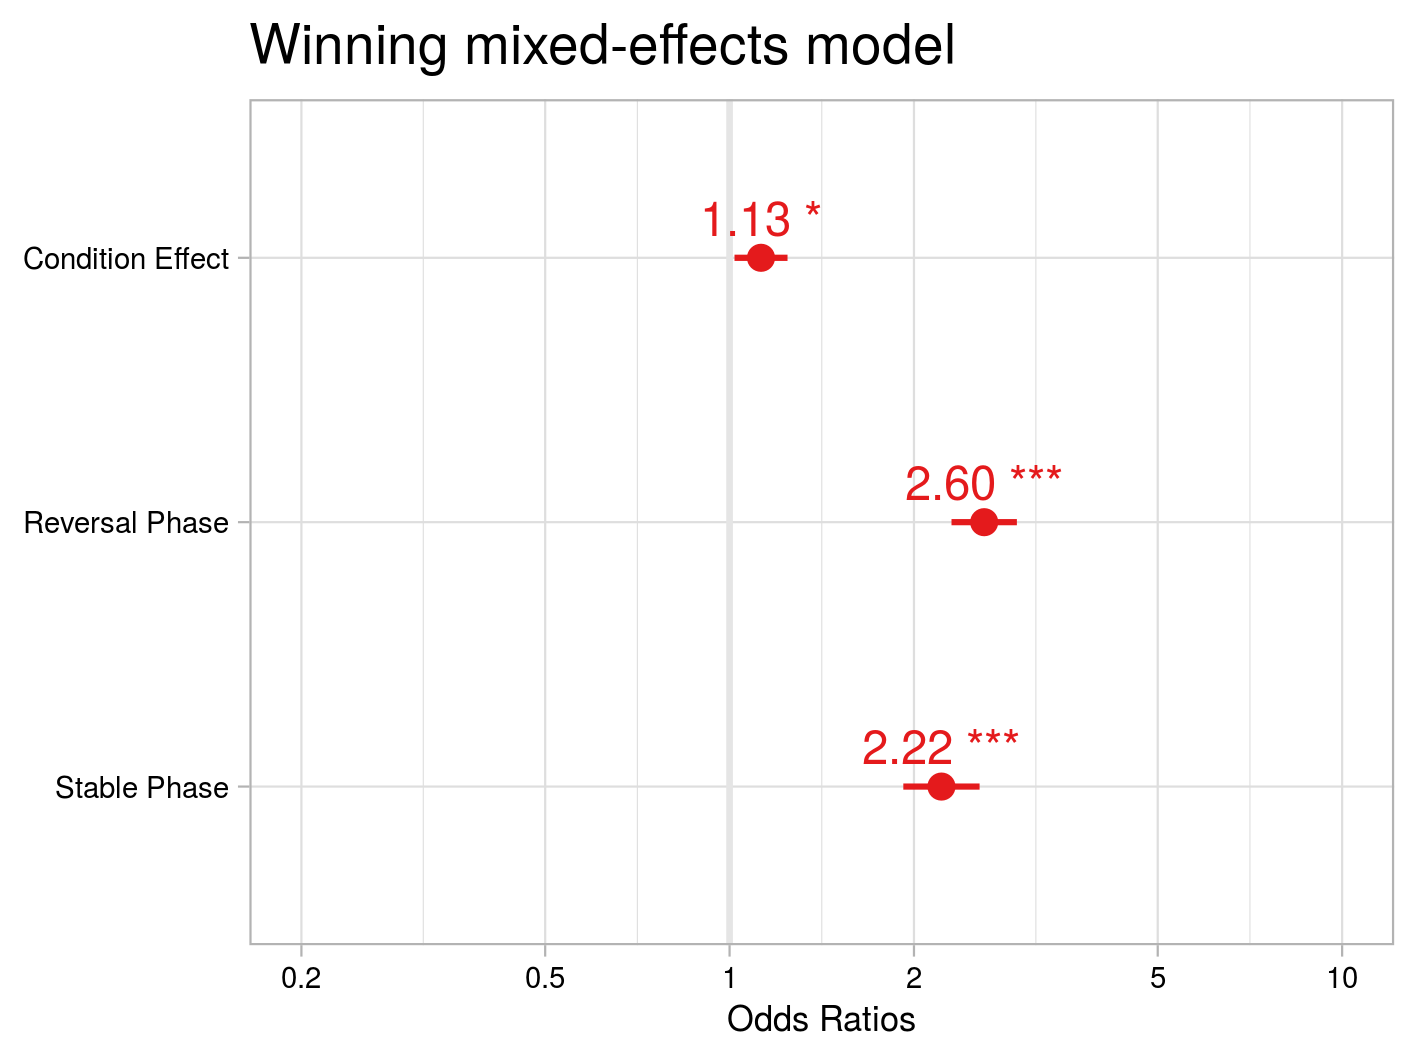 Winning mixed-effects model
1.13 *
Condition Effect
2.60 ***
Reversal Phase
2.22 ***
Stable Phase
0.2 0.5 1 2 5 10
Odds Ratios